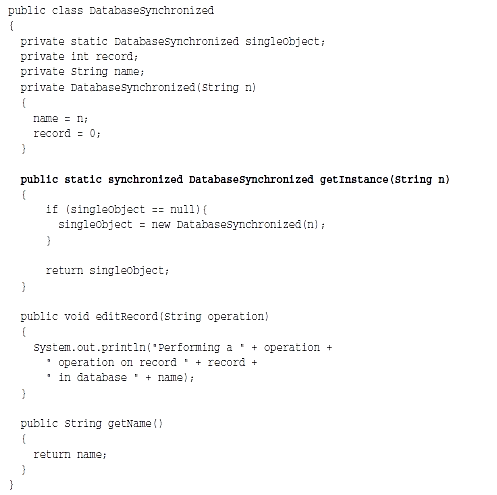 public class DatabaseSynchronized
{
  private static DatabaseSynchronized singleObject;
  private int record;
  private String name;
  private DatabaseSynchronized(String n)
  {
    name = n;
    record = 0;
  }
  public static synchronized DatabaseSynchronized getInstance(String n)
  {
      if (singleObject == null){
        singleObject = new DatabaseSynchronized(n);
      }
      return singleObject;
  }
  public void editRecord(String operation)
  {
    System.out.println("Performing a " + operation +
      " operation on record " + record +
      " in database " + name);
  }
  public String getName()
  {
    return name;
  }
}